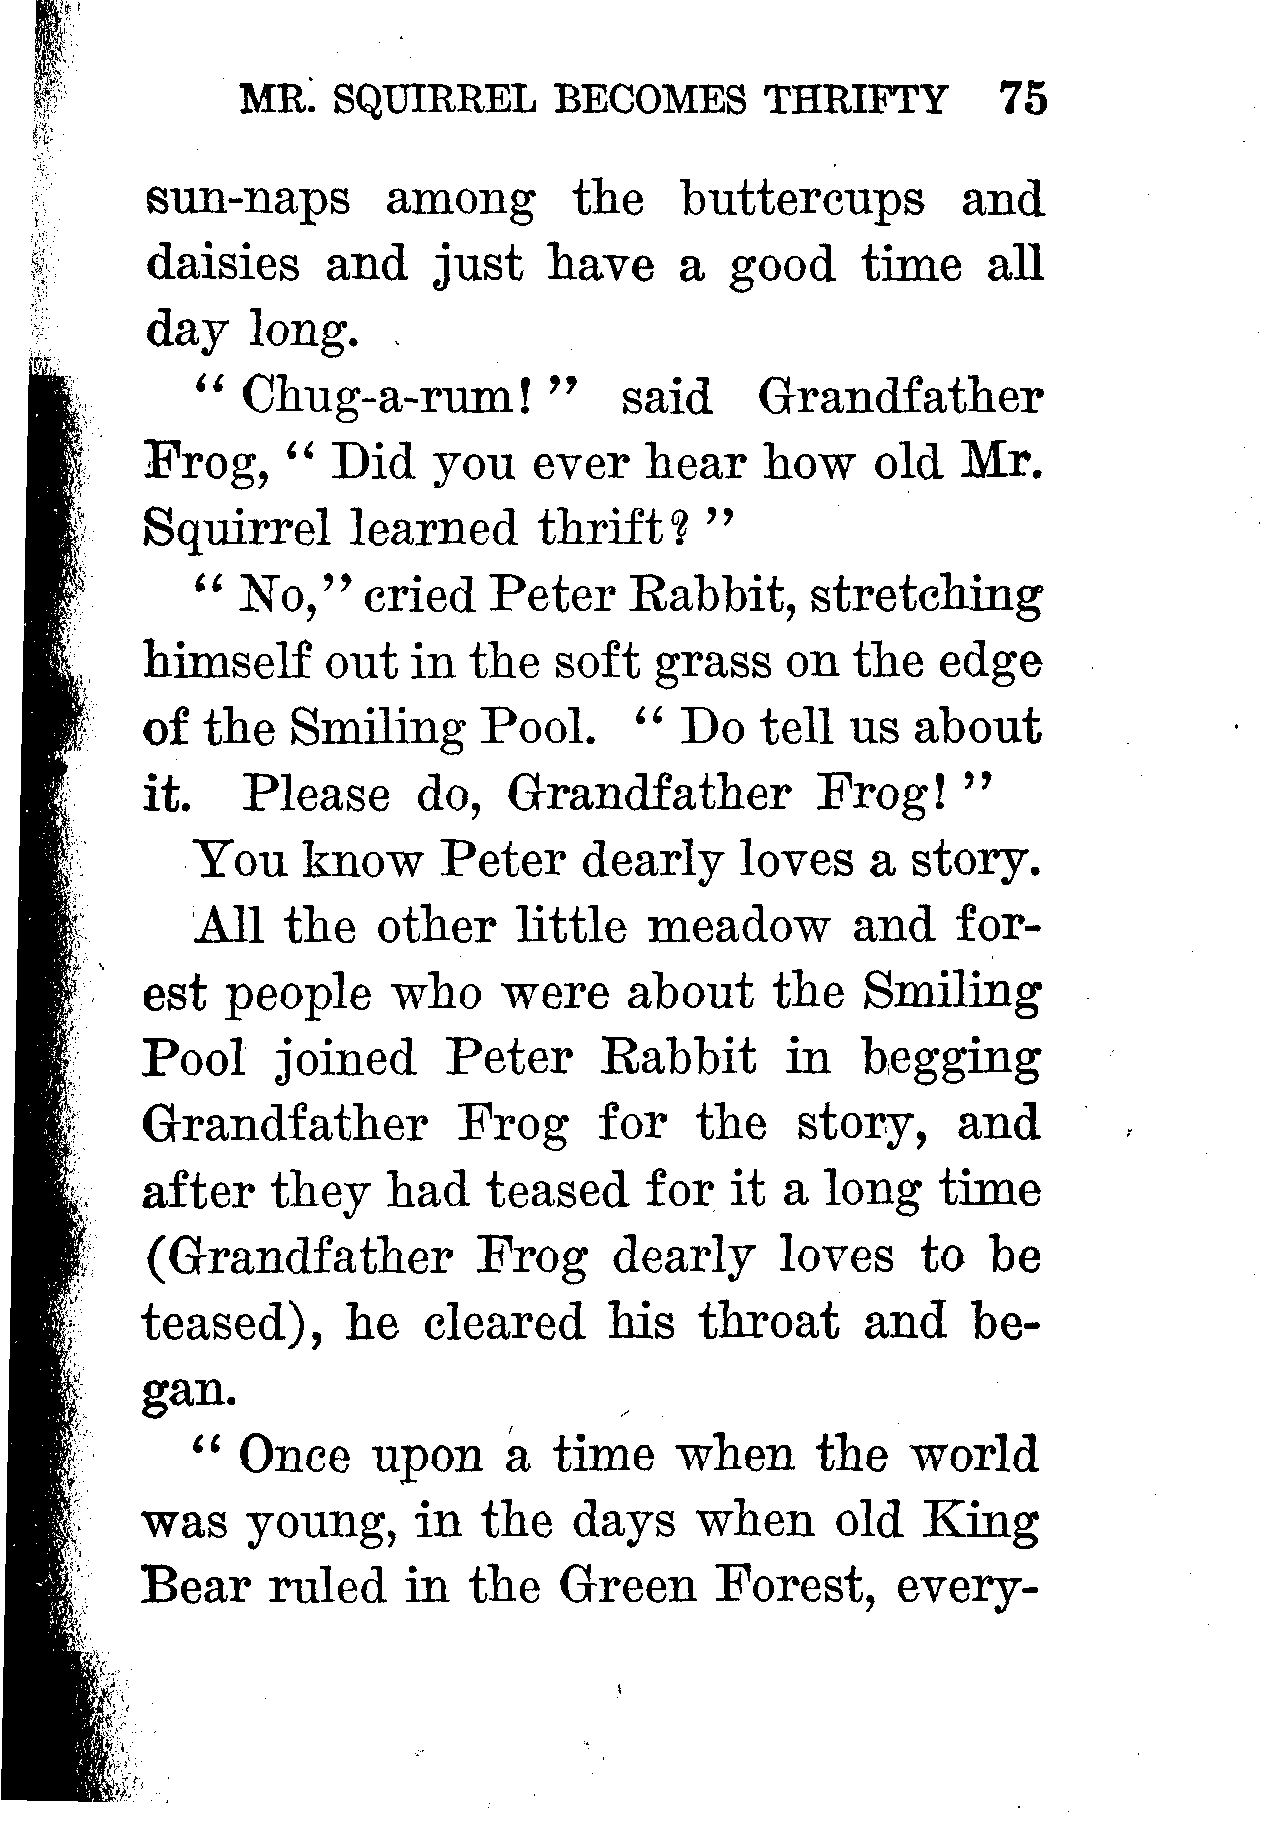 MR. SQUIRREL BECOMES THRIFTY 75
sun-naps among the buttercups and
daisies and just have a good time all
day long.
" Chug-a-rum! " said Grandfather
Frog, " Did you ever hear how old Mr.
Squirrel learned thrift? "
" No," cried Peter Rabbit, stretching
himself out in the soft grass on the edge
of the Smiling Pool. " Do tell us about
it. Please do, Grandfather Frog! "
You know Peter dearly loves a story.
All the other little meadow and for-
est people who were about the Smiling
Pool joined Peter Rabbit in begging
Grandfather Frog for the story, and
after they had teased for it a long time
(Grandfather Frog dearly loves to be
teased), he cleared his throat and be-
gan.
" Once upon a time when the world
was young, in the days when old King
Bear ruled in the Green Forest, every-